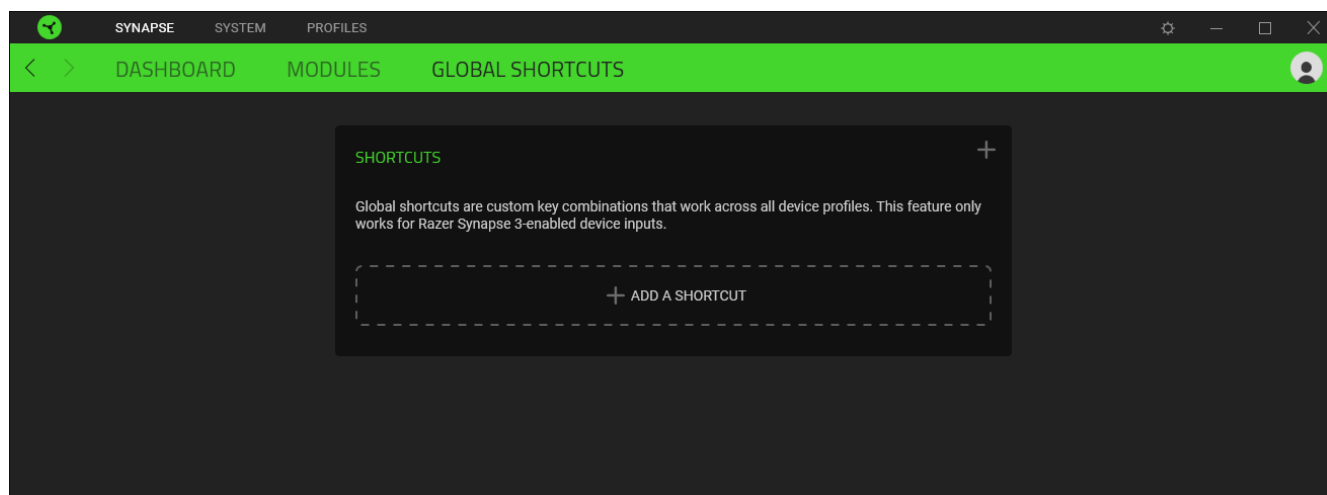 SYNAPSE SYSTEM PROFILES
DASHBOARD MODULES GLOBAL SHORTCUTS
SHORTCUTS
Global shortcuts are custom key combinations that work across all device profiles. This feature only
works for Razer Synapse 3-enabled device inputs.
ADD A SHORTCUT